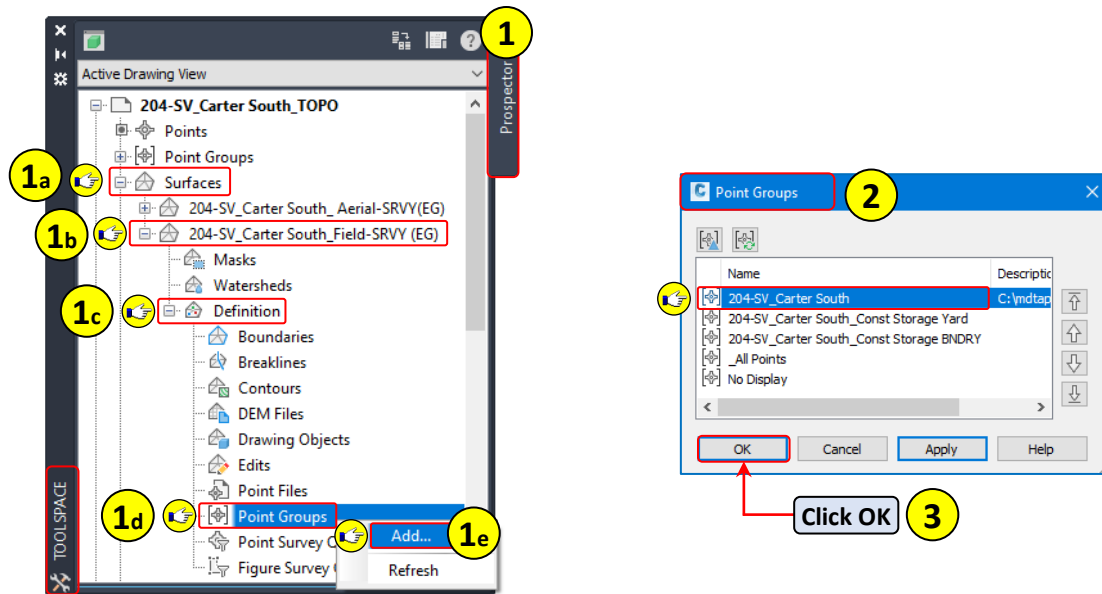 1
Active Drawing View
Prospector
204-SV_Carter South_TOPO
Points
Point Groups
1a
Surfaces
204-SV_Carter South_ Aerial-SRVY(EG)
1b
204-SV_Carter South_Field-SRVY (EG)
Masks
Watersheds
1c
Definition
Boundaries
Breaklines
Contours
DEM Files
Drawing Objects
Edits
Point Files
1d
Point Groups
Add...
1e
Point Survey
Refresh
Figure Survey
TOOLSPACE
Point Groups
2
Name Descriptic
204-SV_Carter South C:\mdtap
204-SV_Carter South_Const Storage Yard
204-SV_Carter South_Const Storage BNDRY
_All Points
No Display
OK Cancel Apply Help
Click OK 3